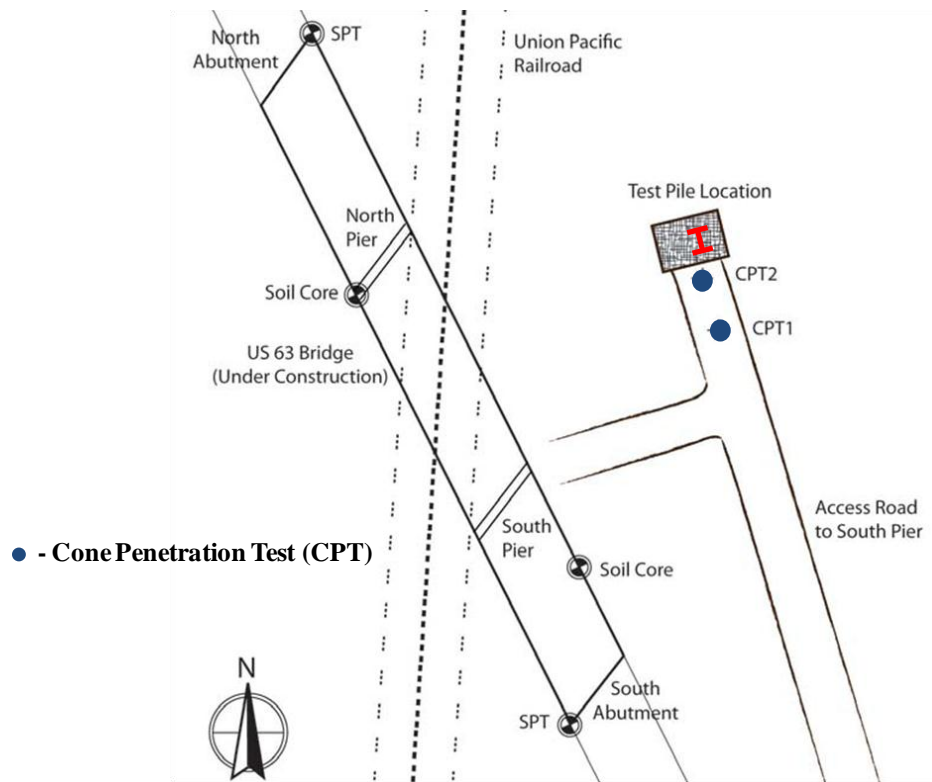 North
Abutment
SPT
Union Pacific
Railroad
Test Pile Location
North
Pier
CPT2
Soil Core
CPT1
US 63 Bridge
(Under Construction)
Access Road
to South Pier
South
Pier
- Cone Penetration Test (CPT)
Soil Core
N
South
Abutment
SPT